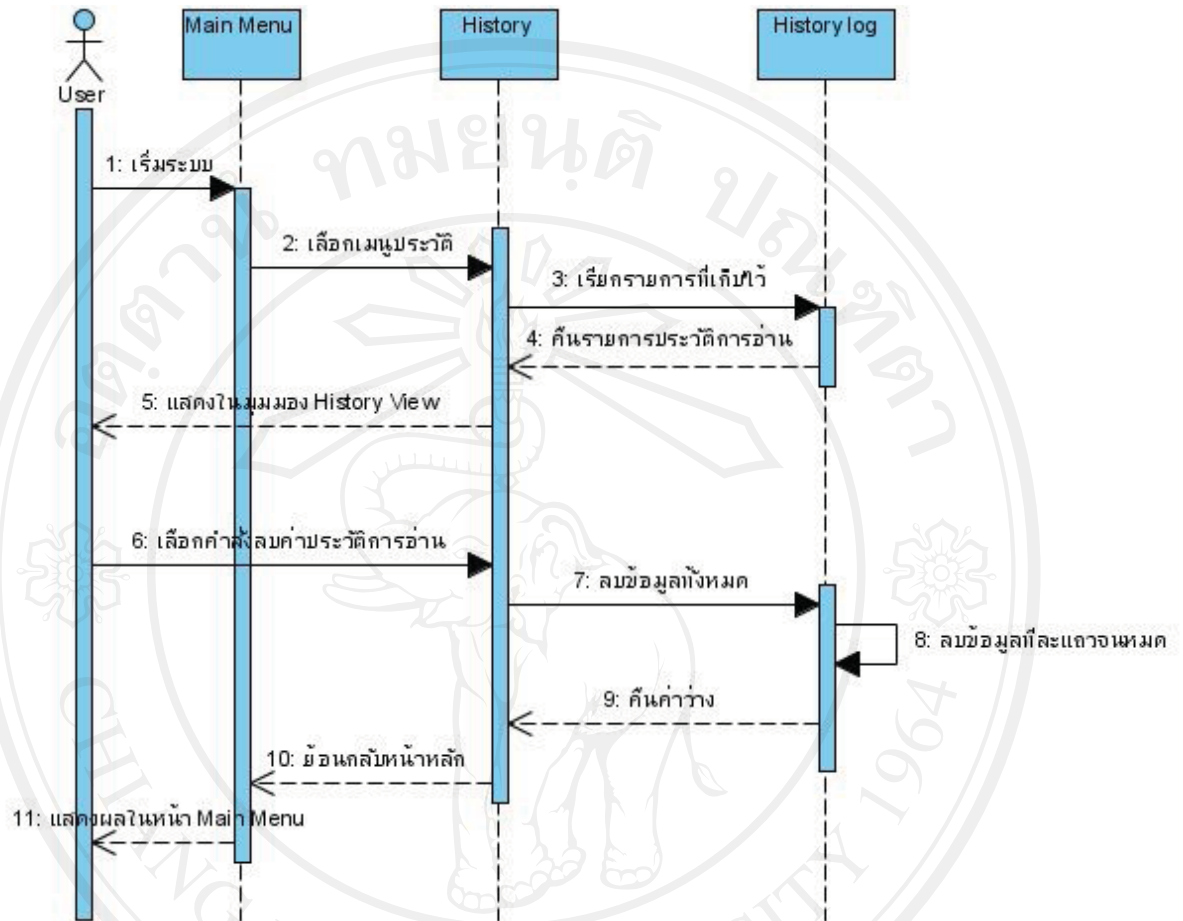 Main Menu
History
History log
User
1: เริ่มระบบ
2: เลือกเมนูประวัติ
3: เรียกรายการที่เก็บไว้
4: คืนรายการประวัติการอ่าน
5: แสดงในมุมมอง History View
6: เลือกคำสั่งลบค่าประวัติการอ่าน
7: ลบข้อมูลทั้งหมด
8: ลบข้อมูลทีละแถวจนหมด
9: คืนค่าว่าง
10: ย้อนกลับหน้าหลัก
11: แสดงผลในหน้า Main Menu